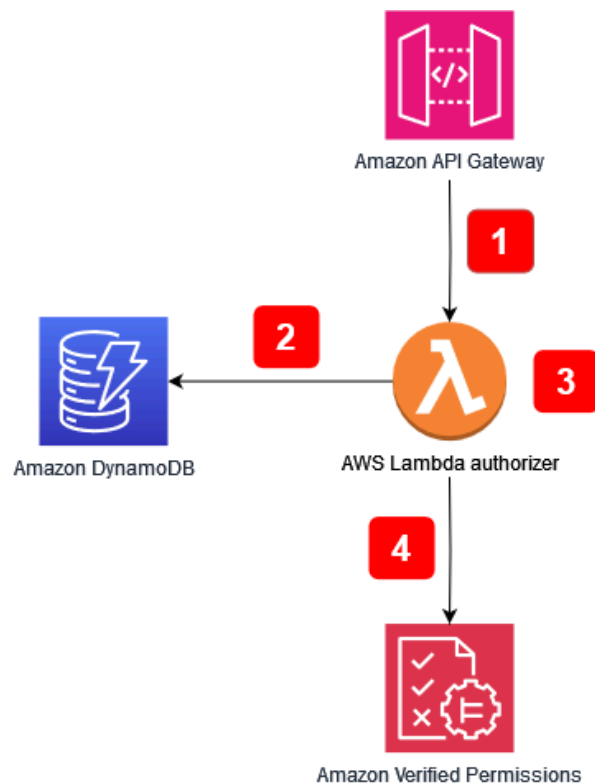 </>
Amazon API Gateway
1
2
3
Amazon DynamoDB
AWS Lambda authorizer
4
Amazon Verified Permissions